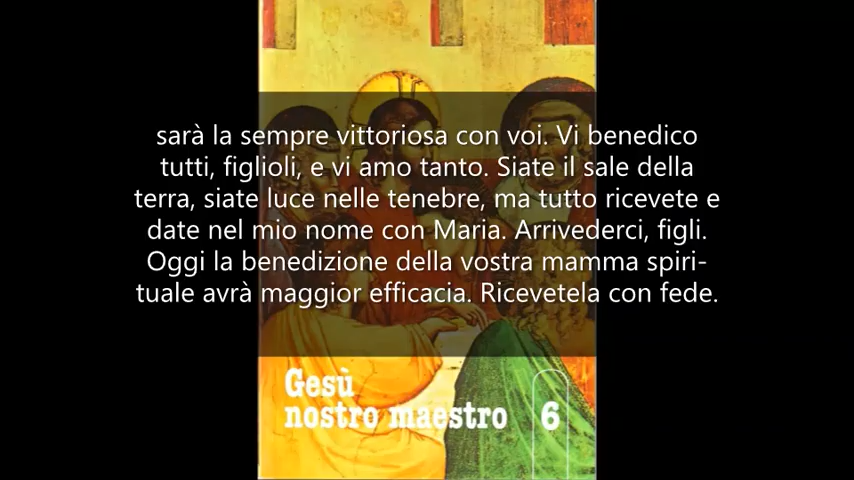 sarà la sempre vittoriosa con voi. Vi benedico
tutti, figlioli, e vi amo tanto. Siate il sale della
terra, siate luce nelle tenebre, ma tutto ricevete e
date nel mio nome con Maria. Arrivederci, figli.
Oggi la benedizione della vostra mamma spiri-
tuale avrà maggior efficacia. Ricevetela con fede.
Gesù
nostro maestro 6